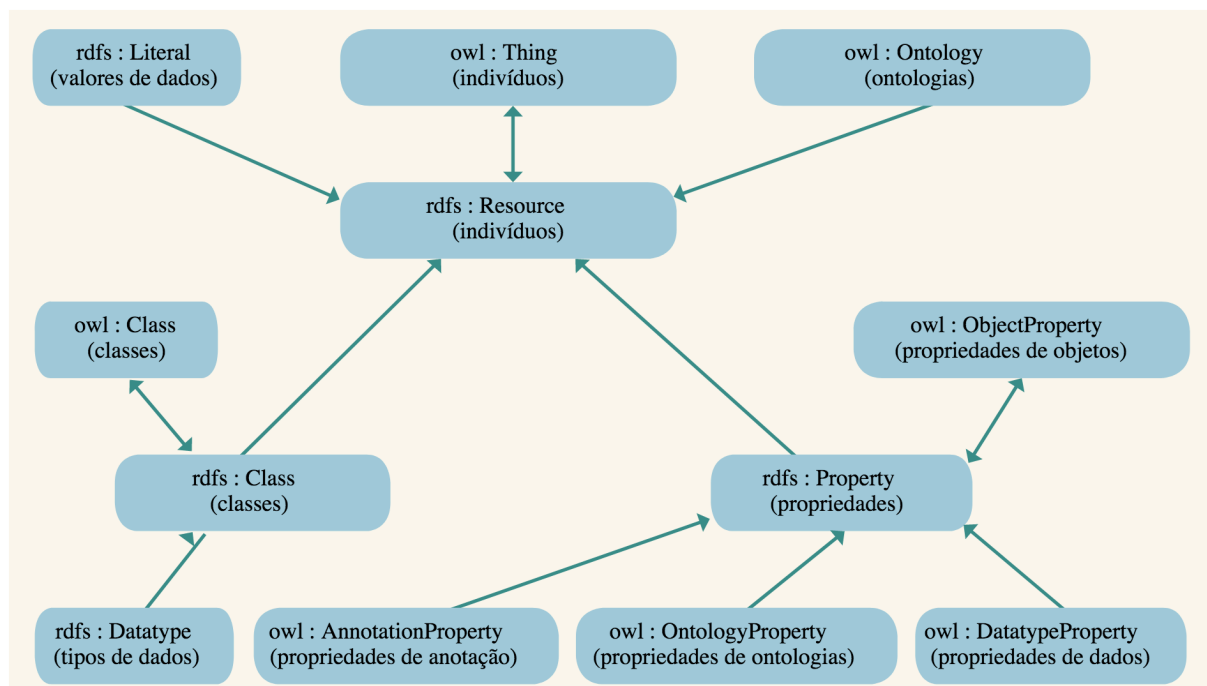 rdfs : Literal
(valores de dados)
owl : Thing
(indivíduos)
owl : Ontology
(ontologias)
rdfs : Resource
(indivíduos)
owl : Class
(classes)
owl : ObjectProperty
(propriedades de objetos)
rdfs : Class
(classes)
rdfs : Property
(propriedades)
rdfs : Datatype
(tipos de dados)
owl : AnnotationProperty
(propriedades de anotação)
owl : OntologyProperty
(propriedades de ontologias)
owl : DatatypeProperty
(propriedades de dados)